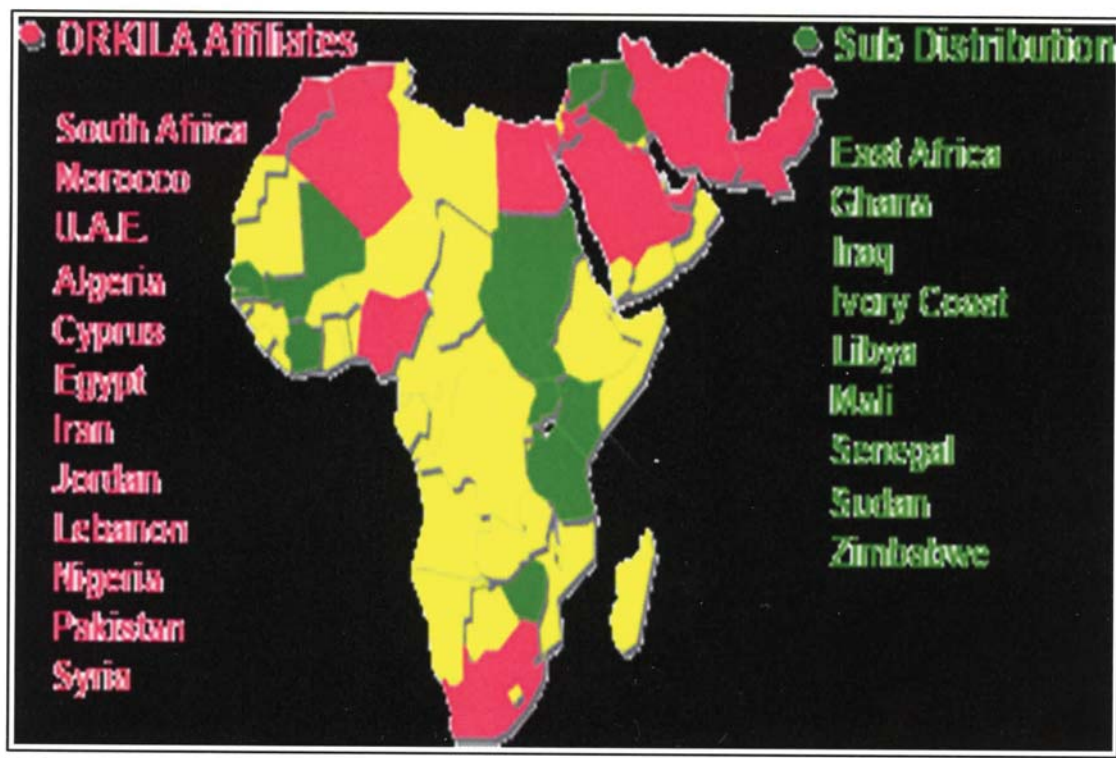 ORKILA Affiliates
South Africa
Morocco
U.A.E.
Algeria
Cyprus
Egypt
Iran
Jordan
Lebanon
Nigeria
Pakistan
Syria
Sub Distribution
East Africa
Ghana
Iraq
Ivory Coast
Libya
Mali
Senegal
Sudan
Zimbabwe